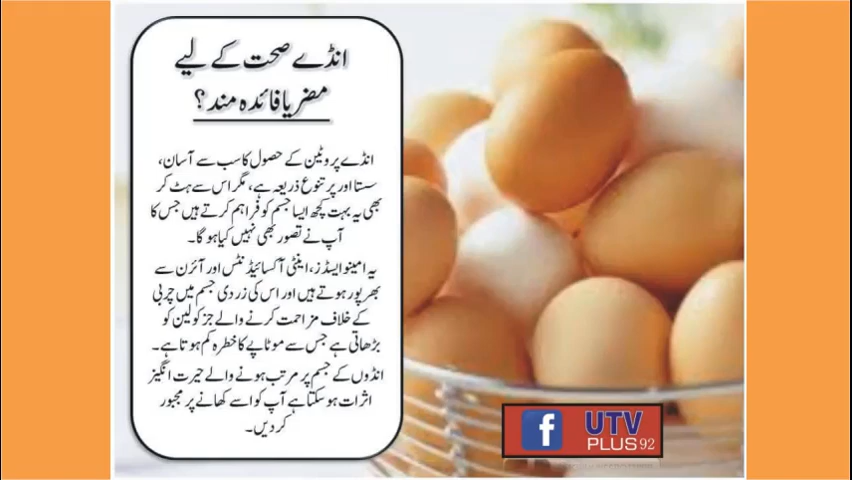 انڈے صحت کے لیے
مضر یا فائدہ مند؟
انڈے پروٹین کے حصول کا سب سے آسان،
سستا اور پر تنوع ذریعہ ہے، مگر اس سے ہٹ کر
بھی یہ بہت کچھ ایسا جسم کو فراہم کرتے ہیں جس کا
آپ نے تصور بھی نہیں کیا ہو گا۔
یہ امینو ایسڈز، اینٹی آکسائیڈنٹس اور آئرن سے
بھرپور ہوتے ہیں اور اس کی زردی جسم میں چربی
کے خلاف مزاحمت کرنے والے جز کولین کو
بڑھاتی ہے جس سے موٹاپے کا خطرہ کم ہوتا ہے۔
انڈوں کے جسم پر مرتب ہونے والے حیرت انگیز
اثرات ہو سکتا ہے آپ کو اسے کھانے پر مجبور
کر دیں۔
f UTV
PLUS 92